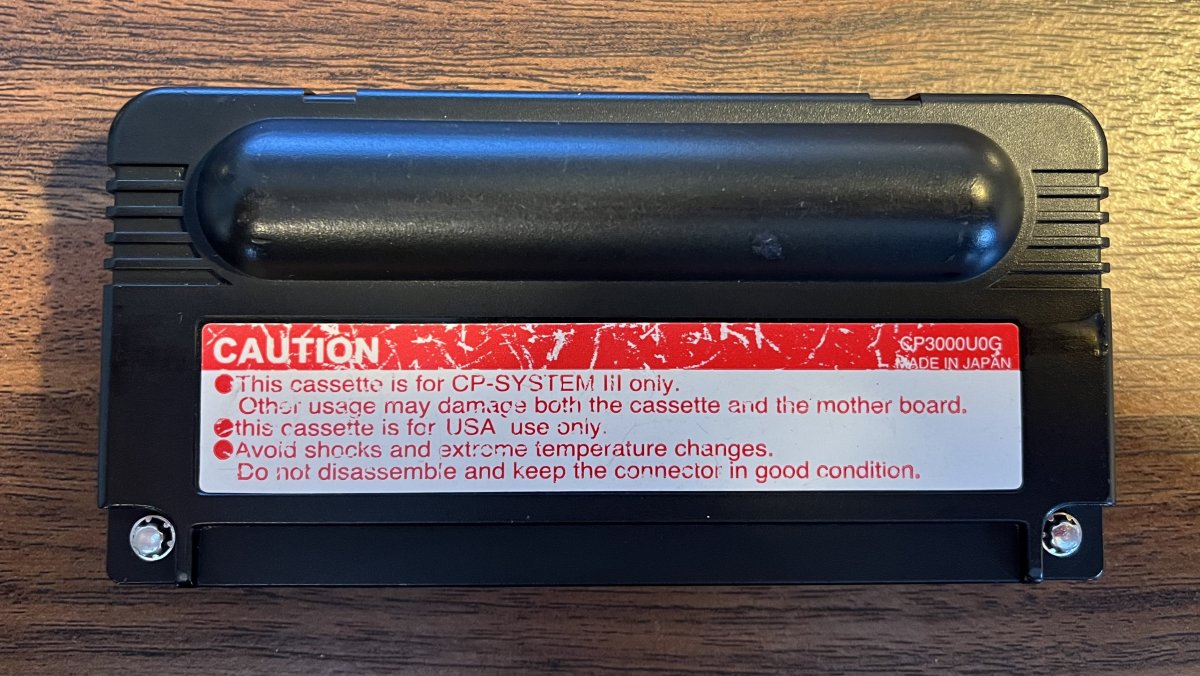 CAUTION
CP3000U0G
MADE IN JAPAN
●This cassette is for CP-SYSTEM III only.
Other usage may damage both the cassette and the mother board.
●this cassette is for USA use only.
●Avoid shocks and extreme temperature changes.
Do not disassemble and keep the connector in good condition.